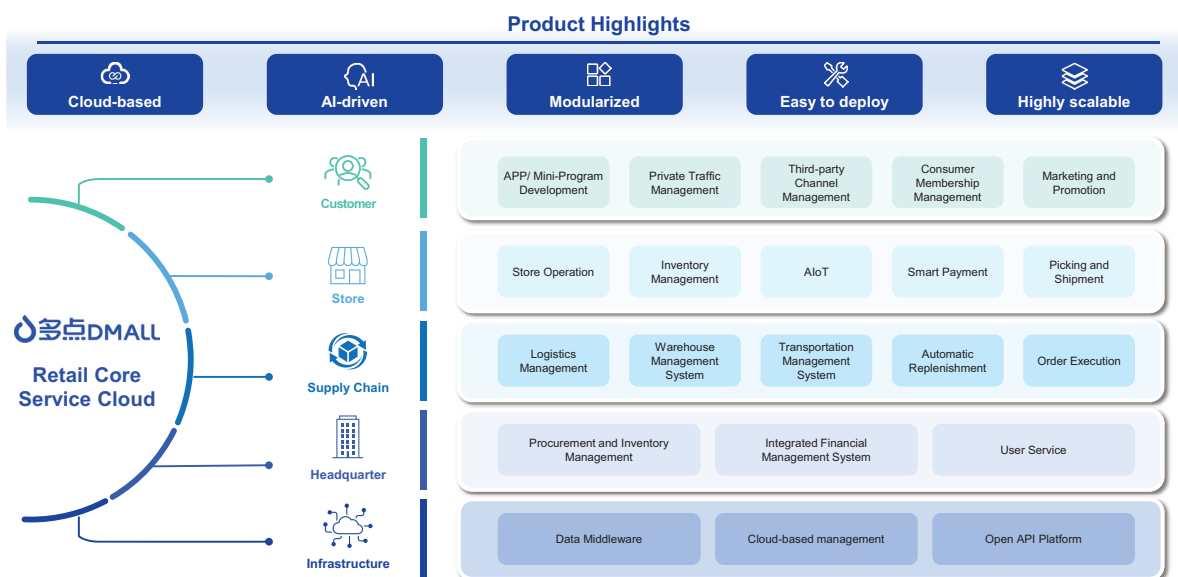 Product Highlights
Cloud-based
AI
AI-driven
Modularized
Easy to deploy
Highly scalable
多点DMALL
Retail Core
Service Cloud
Customer
APP/ Mini-Program
Development
Private Traffic
Management
Third-party
Channel
Management
Consumer
Membership
Management
Marketing and
Promotion
Store
Store Operation
Inventory
Management
AIoT
Smart Payment
Picking and
Shipment
Supply Chain
Logistics
Management
Warehouse
Management
System
Transportation
Management
System
Automatic
Replenishment
Order Execution
Headquarter
Procurement and Inventory
Management
Integrated Financial
Management System
User Service
Infrastructure
Data Middleware
Cloud-based management
Open API Platform